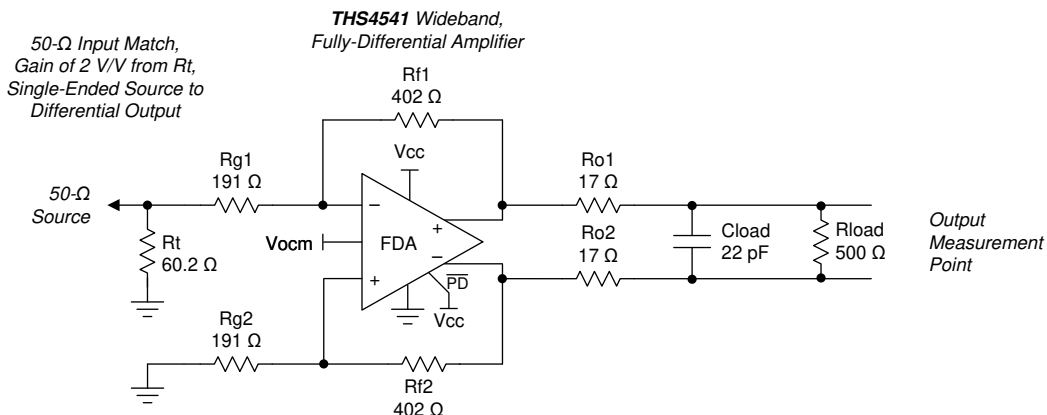 THS4541 Wideband,
Fully-Differential Amplifier
50-Ω Input Match,
Gain of 2 V/V from Rt,
Single-Ended Source to
Differential Output
Rf1
402 Ω
Vcc
Rg1
191 Ω
Ro1
17 Ω
50-Ω
Source
−
+
Rt
60.2 Ω
Vocm
FDA
Ro2
17 Ω
Cload
22 pF
Rload
500 Ω
Output
Measurement
Point
+
−
PD
Vcc
Rg2
191 Ω
Rf2
402 Ω